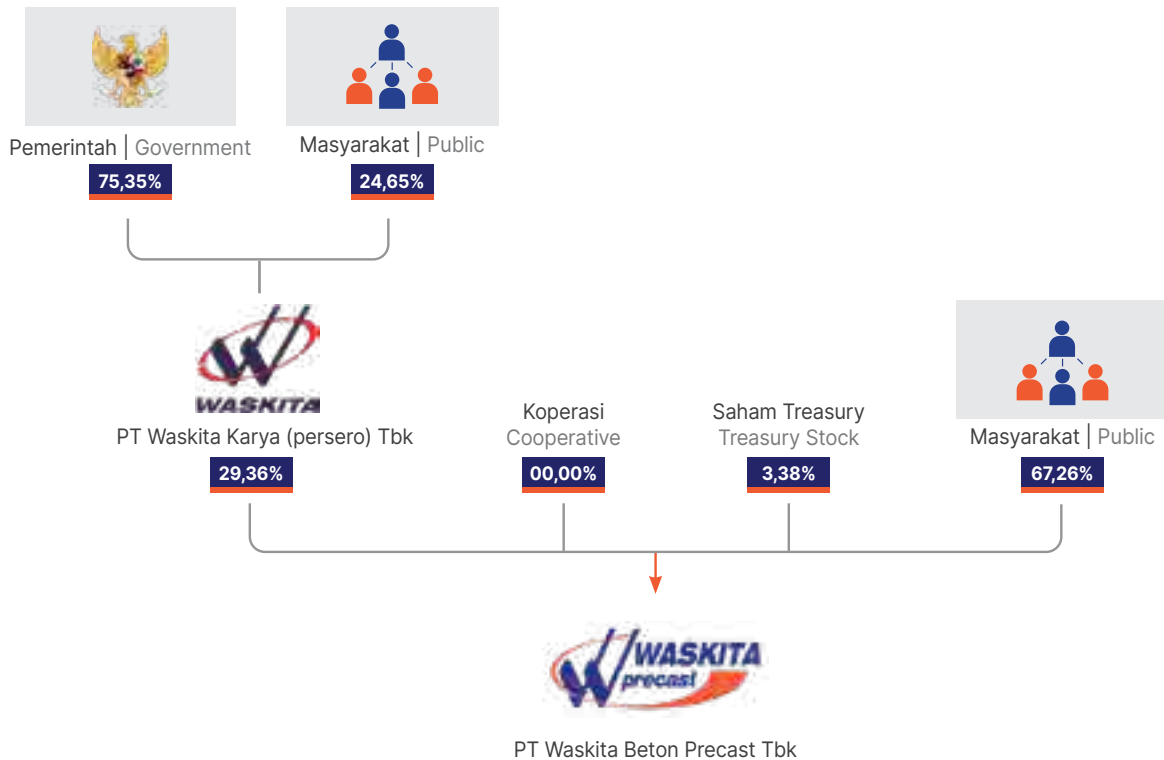 Pemerintah | Government
75,35%
Masyarakat | Public
24,65%
WASKITA
PT Waskita Karya (persero) Tbk
29,36%
Koperasi
Cooperative
00,00%
Saham Treasury
Treasury Stock
3,38%
Masyarakat | Public
67,26%
WASKITA
precast
PT Waskita Beton Precast Tbk